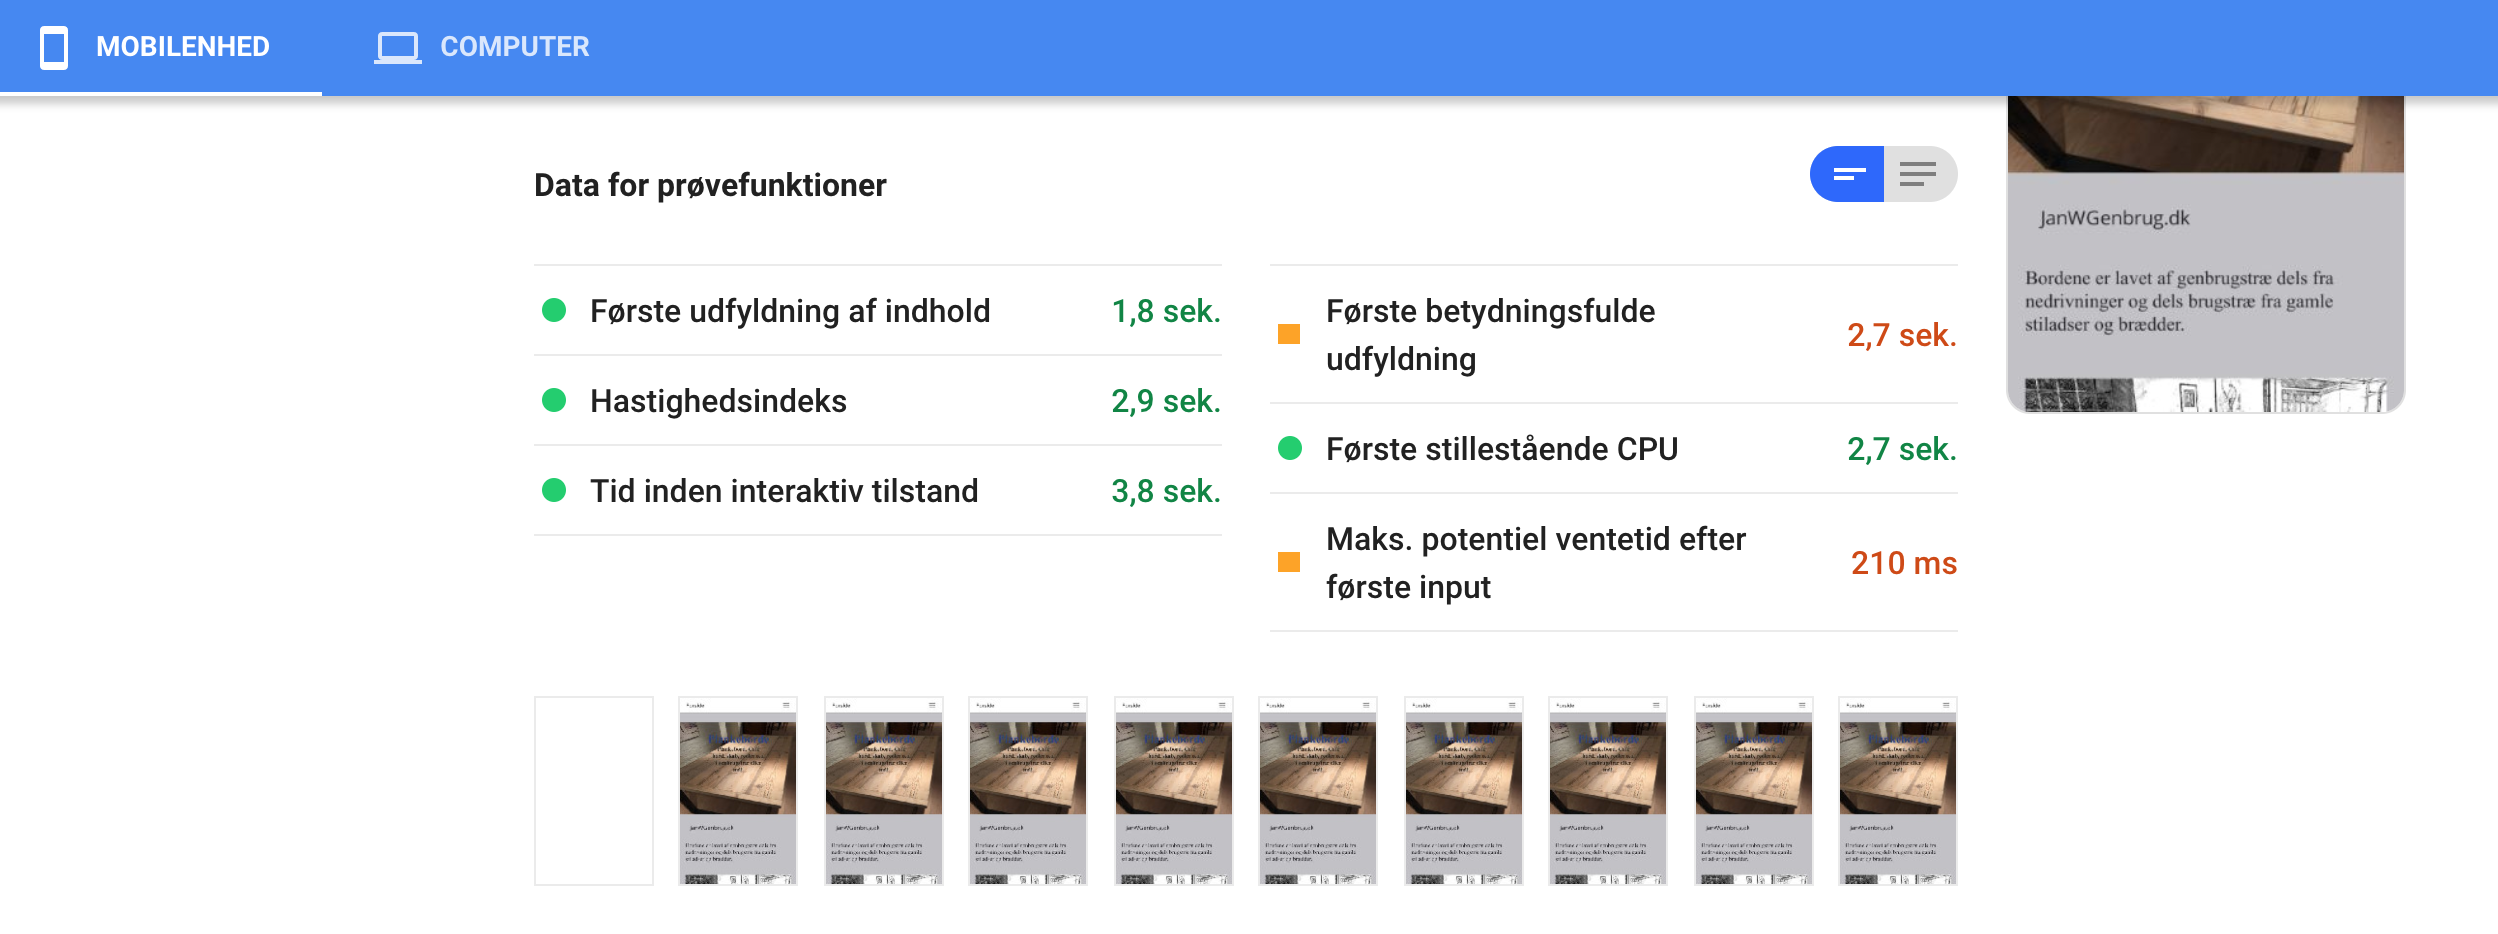 MOBILENHED
COMPUTER
Data for prøvefunktioner
Første udfyldning af indhold 1,8 sek.
Hastighedsindeks 2,9 sek.
Tid inden interaktiv tilstand 3,8 sek.
Første betydningsfulde
udfyldning
2,7 sek.
Første stillestående CPU 2,7 sek.
Maks. potentiel ventetid efter
første input
210 ms
JanWGenbrug.dk
Bordene er lavet af genbrugstræ dels fra
nedrivninger og dels brugstræ fra gamle
stiladser og brædder.